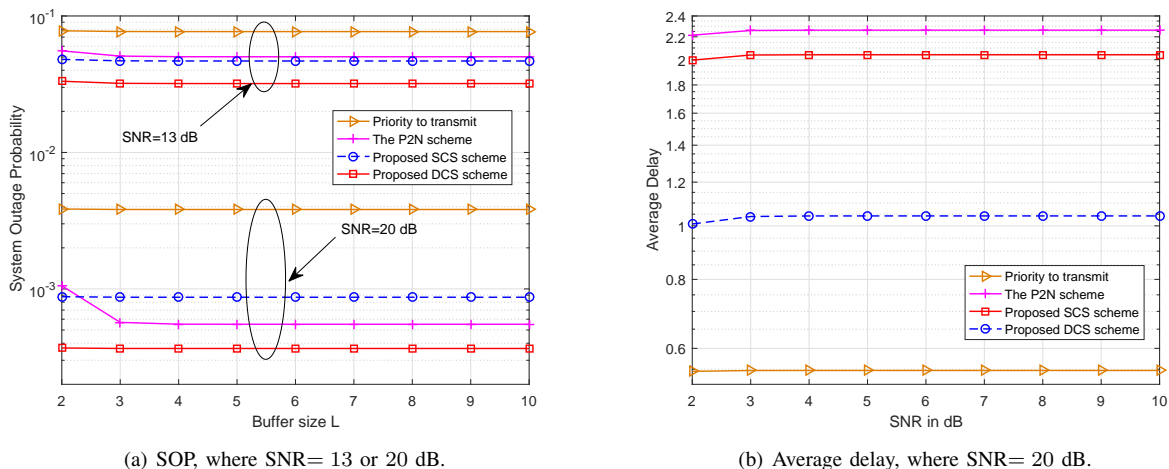 10^{-1}
10^{-2}
10^{-3}
System Outage Probability
SNR=13 dB
SNR=20 dB
Priority to transmit
The P2N scheme
Proposed SCS scheme
Proposed DCS scheme
2 3 4 5 6 7 8 9 10
Buffer size L
(a) SOP, where SNR= 13 or 20 dB.
2.4
2.2
2
1.8
1.6
1.4
1.2
1
0.8
0.6
Average Delay
Priority to transmit
The P2N scheme
Proposed SCS scheme
Proposed DCS scheme
2 3 4 5 6 7 8 9 10
SNR in dB
(b) Average delay, where SNR= 20 dB.